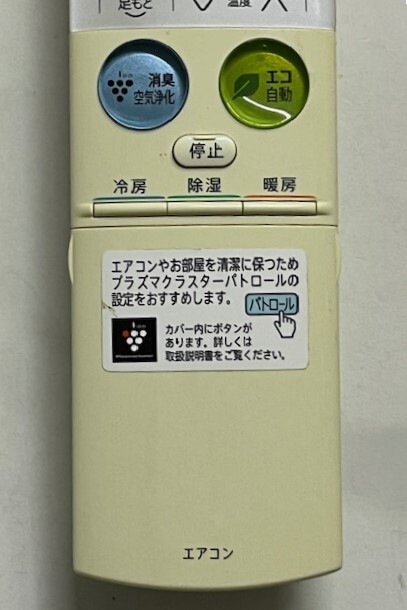 足もと
温度
消臭
空気浄化
エコ
自動
停止
冷房 除湿 暖房
エアコンやお部屋を清潔に保つため
プラズマクラスターパトロールの
設定をおすすめします。
パトロール
カバー内にボタンが
あります。詳しくは
取扱説明書をご覧ください。
エアコン